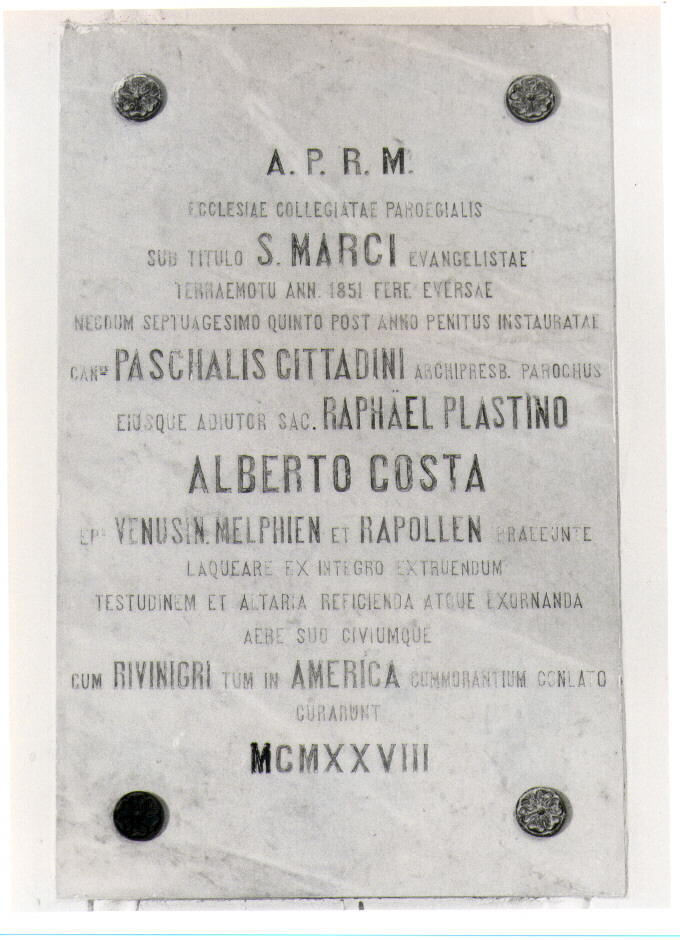 A. P. R. M.
ECCLESIAE COLLEGIATAE PAROECIALIS
SUB TITULO S. MARCI EVANGELISTAE
TERRAEMOTU ANN. 1851 FERE EVERSAE
NECDUM SEPTUAGESIMO QUINTO POST ANNO PENITUS INSTAURATAE
CAN.us PASCHALIS CITTADINI ARCHIPRESB. PAROCHUS
EIUSQUE ADIUTOR SAC. RAPHAËL PLASTINO
ALBERTO COSTA
EP. VENUSIN. MELPHIEN ET RAPOLLEN PRAEEUNTE
LAQUEARE EX INTEGRO EXTRUENDUM
TESTUDINEM ET ALTARIA REFICIENDA ATQUE EXORNANDA
AERE SUO CIVIUMQUE
CUM RIVINIGRI TUM IN AMERICA COMMORANTIUM CONLATO
CURARUNT
MCMXXVIII